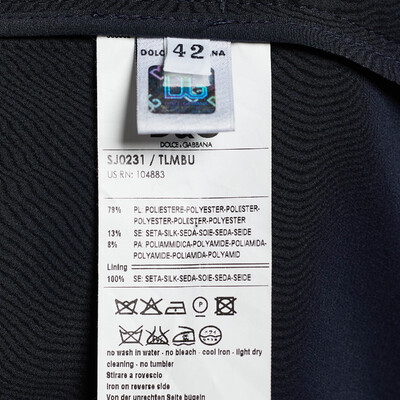 42
DOLC NA
DOLCE & GABBANA
SJ0231 / TLMBU
US RN: 104883
79% PL: POLIESTERE-POLYESTER-POLIESTER-
POLYESTER-POLIÉSTER-POLYESTER
13% SE: SETA-SILK-SEDA-SOIE-SEDA-SEIDE
8% PA: POLIAMMIDICA-POLYAMIDE-POLIAMIDA-
POLYAMIDE-POLIAMIDA-POLYAMID
Lining
100% SE: SETA-SILK-SEDA-SOIE-SEDA-SEIDE
no wash in water - no bleach - cool iron - light dry
cleaning - no tumbler
Stirare a rovescio
iron on reverse side
Von der unrechten Seite bügeln